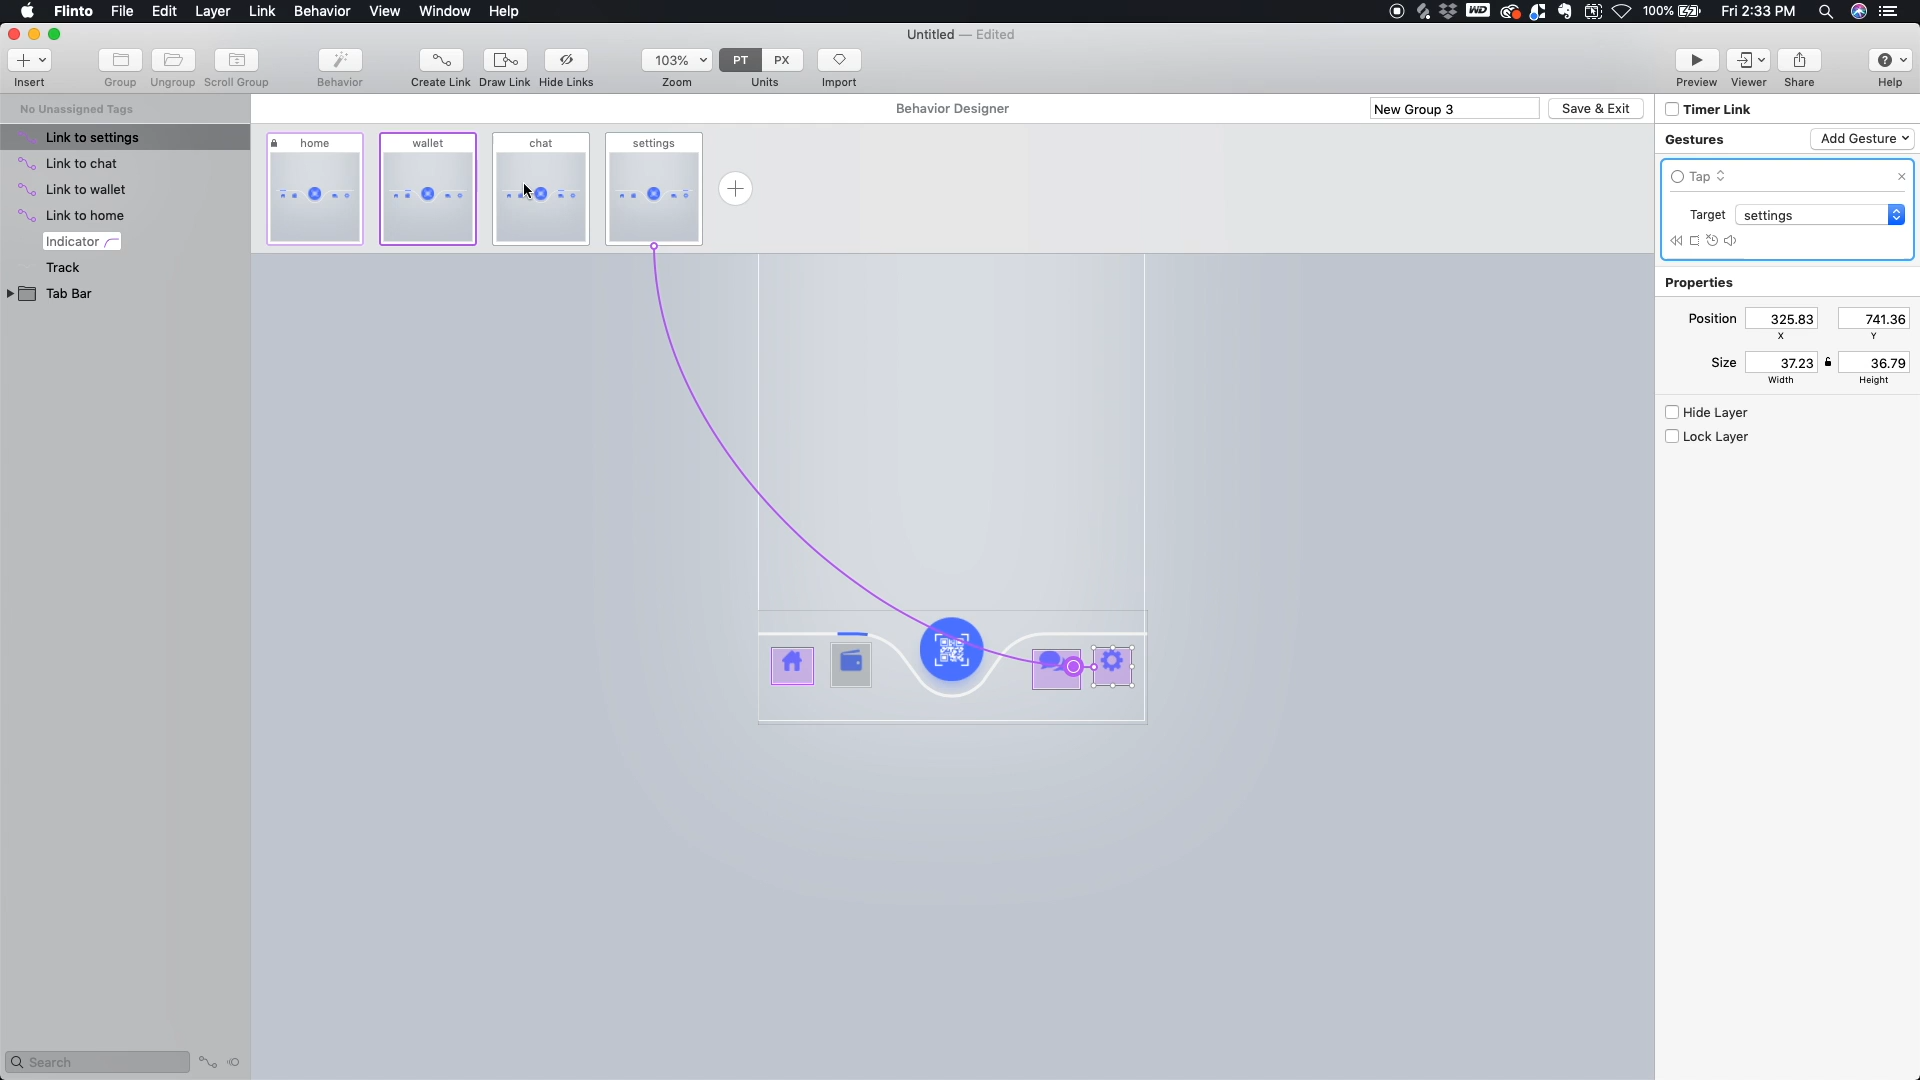 Flinto File Edit Layer Link Behavior View Window Help WD 100% Fri 2:33 PM
Untitled — Edited
103% PT PX
Insert Group Ungroup Scroll Group Behavior Create Link Draw Link Hide Links Zoom Units Import Preview Viewer Share Help
No Unassigned Tags Behavior Designer New Group 3 Save & Exit Timer Link
Link to settings
Link to chat
Link to wallet
Link to home
Indicator
Track
Tab Bar
home wallet chat settings
Gestures Add Gesture
Tap
Target settings
Properties
Position 325.83 741.36
X Y
Size 37.23 36.79
Width Height
Hide Layer
Lock Layer
Search